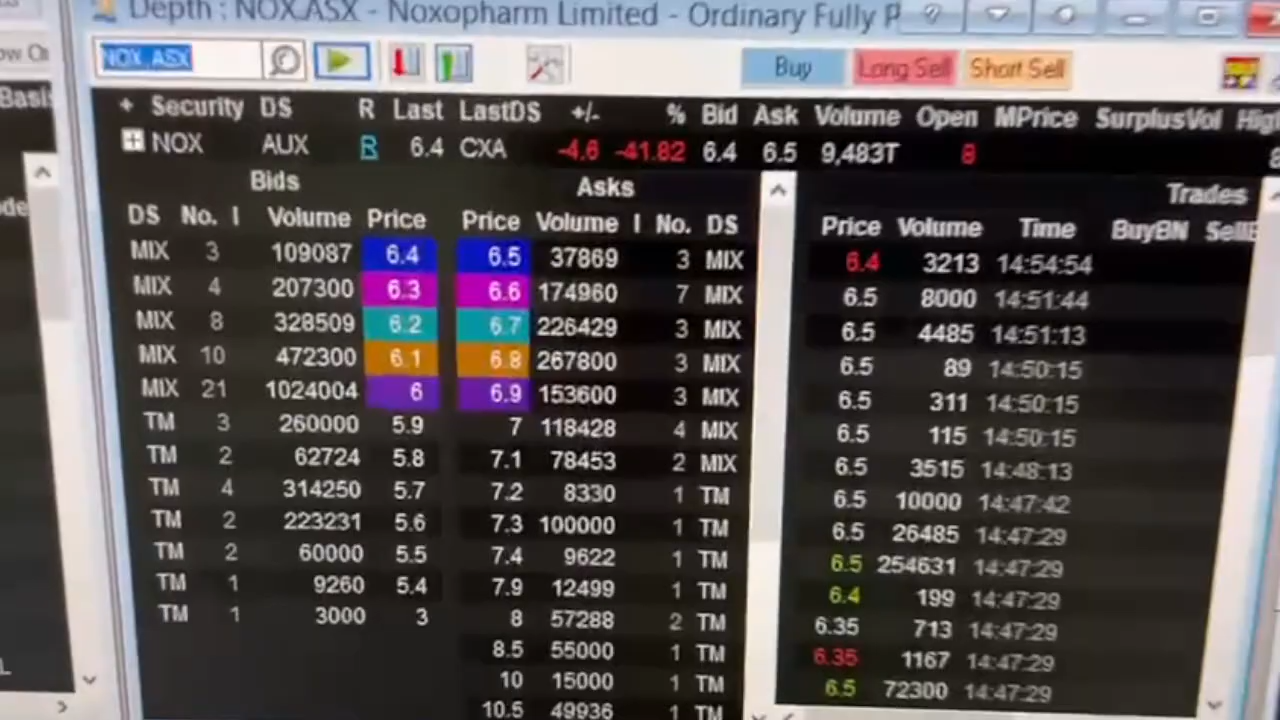 Depth : NOX.ASX - Noxopharm Limited - Ordinary Fully P
NOX.ASX Buy Long Sell Short Sell
Security DS R Last LastDS +/- % Bid Ask Volume Open MPrice SurplusVol High
NOX AUX R 6.4 CXA -4.6 -41.82 6.4 6.5 9,483T 8
Bids Asks Trades
DS No. I Volume Price Price Volume I No. DS Price Volume Time BuyBN
MIX 3 109087 6.4 6.5 37869 3 MIX 6.4 3213 14:54:54
MIX 4 207300 6.3 6.6 174960 7 MIX 6.5 8000 14:51:44
MIX 8 328509 6.2 6.7 226429 3 MIX 6.5 4485 14:51:13
MIX 10 472300 6.1 6.8 267800 3 MIX 6.5 89 14:50:15
MIX 21 1024004 6 6.9 153600 3 MIX 6.5 311 14:50:15
TM 3 260000 5.9 7 118428 4 MIX 6.5 115 14:50:15
TM 2 62724 5.8 7.1 78453 2 MIX 6.5 3515 14:48:13
TM 4 314250 5.7 7.2 8330 1 TM 6.5 10000 14:47:42
TM 2 223231 5.6 7.3 100000 1 TM 6.5 26485 14:47:29
TM 2 60000 5.5 7.4 9622 1 TM 6.5 254631 14:47:29
TM 1 9260 5.4 7.9 12499 1 TM 6.4 199 14:47:29
TM 1 3000 3 8 57288 2 TM 6.35 713 14:47:29
8.5 55000 1 TM 6.35 1167 14:47:29
10 15000 1 TM 6.5 72300 14:47:29
10.5 49936 1 TM